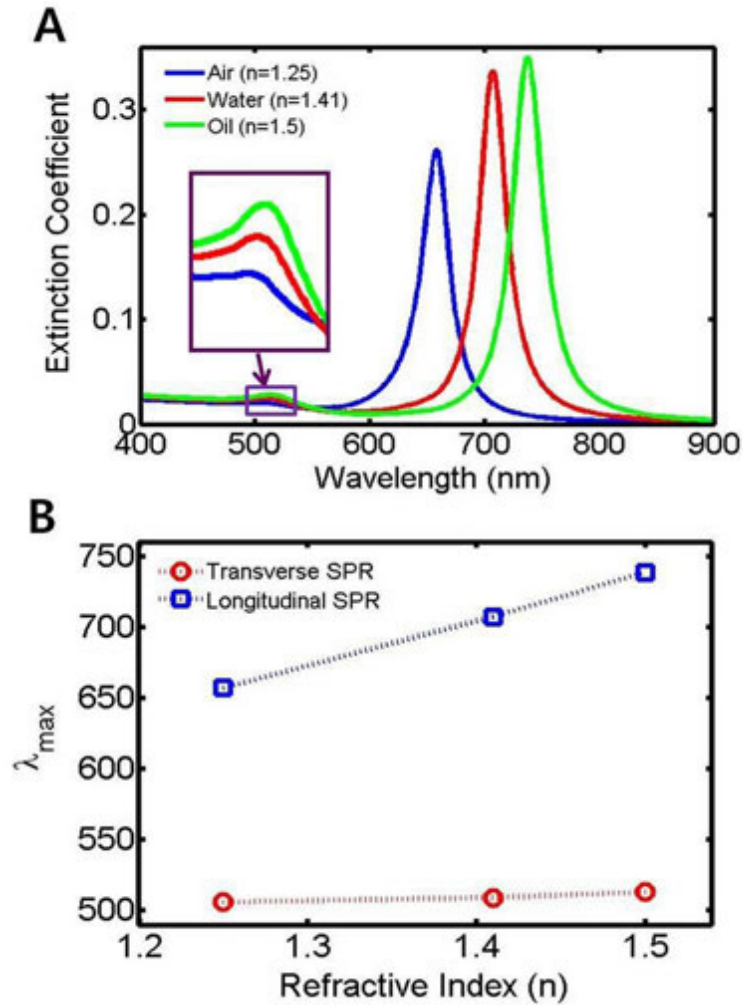 A
Extinction Coefficient
0.3
0.2
0.1
0
Air (n=1.25)
Water (n=1.41)
Oil (n=1.5)
400 500 600 700 800 900
Wavelength (nm)
B
λmax
750
700
650
600
550
500
Transverse SPR
Longitudinal SPR
1.2 1.3 1.4 1.5
Refractive Index (n)